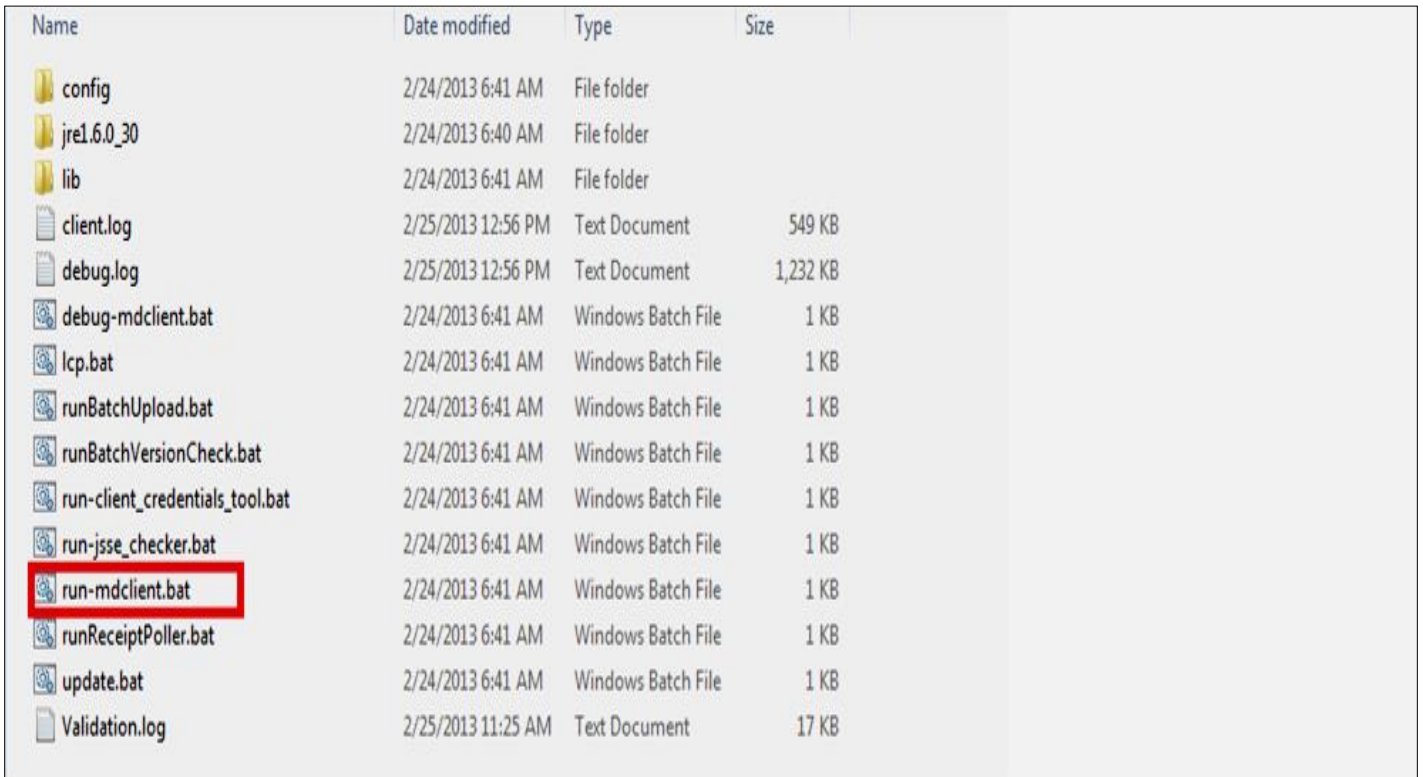 Name Date modified Type Size
config 2/24/2013 6:41 AM File folder
jre1.6.0_30 2/24/2013 6:40 AM File folder
lib 2/24/2013 6:41 AM File folder
client.log 2/25/2013 12:56 PM Text Document 549 KB
debug.log 2/25/2013 12:56 PM Text Document 1,232 KB
debug-mdclient.bat 2/24/2013 6:41 AM Windows Batch File 1 KB
lcp.bat 2/24/2013 6:41 AM Windows Batch File 1 KB
runBatchUpload.bat 2/24/2013 6:41 AM Windows Batch File 1 KB
runBatchVersionCheck.bat 2/24/2013 6:41 AM Windows Batch File 1 KB
run-client_credentials_tool.bat 2/24/2013 6:41 AM Windows Batch File 1 KB
run-jsse_checker.bat 2/24/2013 6:41 AM Windows Batch File 1 KB
run-mdclient.bat 2/24/2013 6:41 AM Windows Batch File 1 KB
runReceiptPoller.bat 2/24/2013 6:41 AM Windows Batch File 1 KB
update.bat 2/24/2013 6:41 AM Windows Batch File 1 KB
Validation.log 2/25/2013 11:25 AM Text Document 17 KB